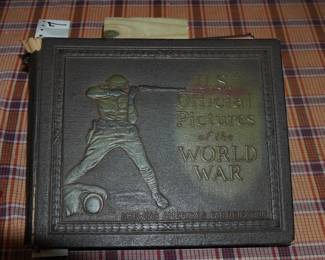 U.S.
Official
Pictures
of the
WORLD
WAR